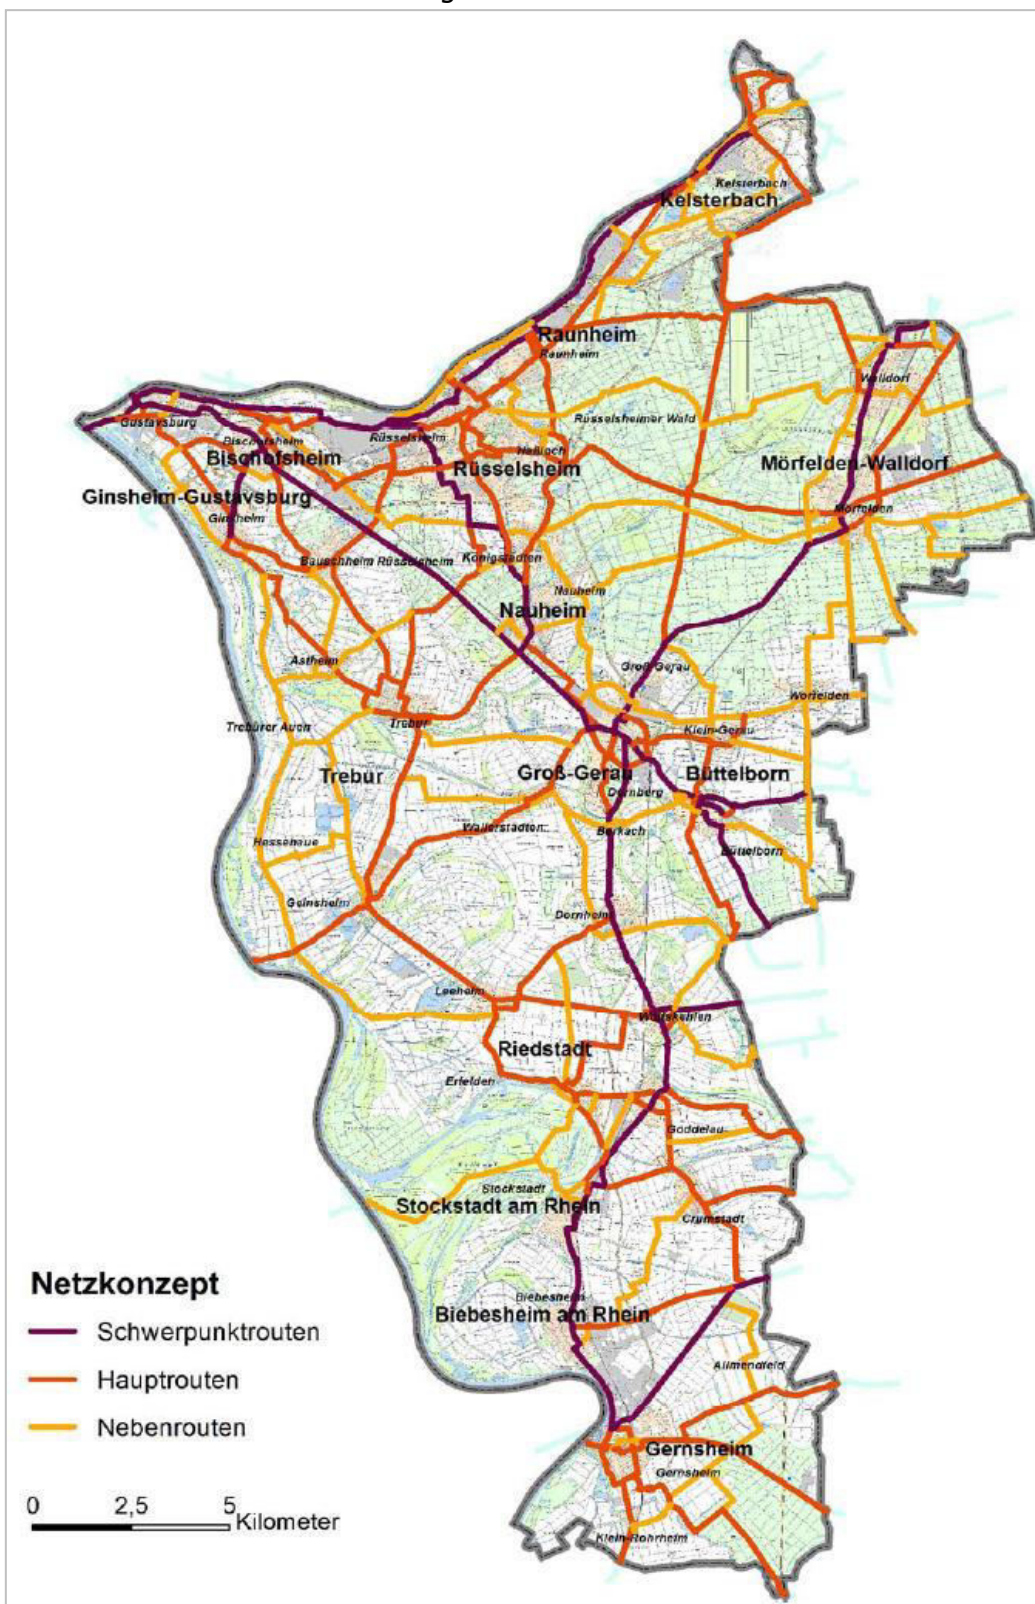 Kelsterbach
Kelsterbach
Raunheim
Raunheim
Walldorf
Gustavsburg
Rüsselsheimer Wald
Bischofsheim
Rüsselsheim
Haßloch
Bischofsheim
Rüsselsheim
Mörfelden-Walldorf
Ginsheim-Gustavsburg
Ginsheim
Mörfelden
Bauschheim Rüsselsheim
Königstädten
Nauheim
Nauheim
Astheim
Groß-Gerau
Worfelden
Trebur
Trebürer Auen
Klein-Gerau
Trebur
Groß-Gerau
Büttelborn
Dornberg
Wallerstädten
Berkach
Hessenaue
Büttelborn
Geinsheim
Dornheim
Leeheim
Wolfskehlen
Riedstadt
Erfelden
Goddelau
Stockstadt
Stockstadt am Rhein
Crumstadt
Netzkonzept
Biebesheim
Biebesheim am Rhein
Schwerpunktrouten
Allmendfeld
Hauptrouten
Nebenrouten
Gernsheim
Gernsheim
0 2,5 5
Kilometer
Klein-Rohrheim